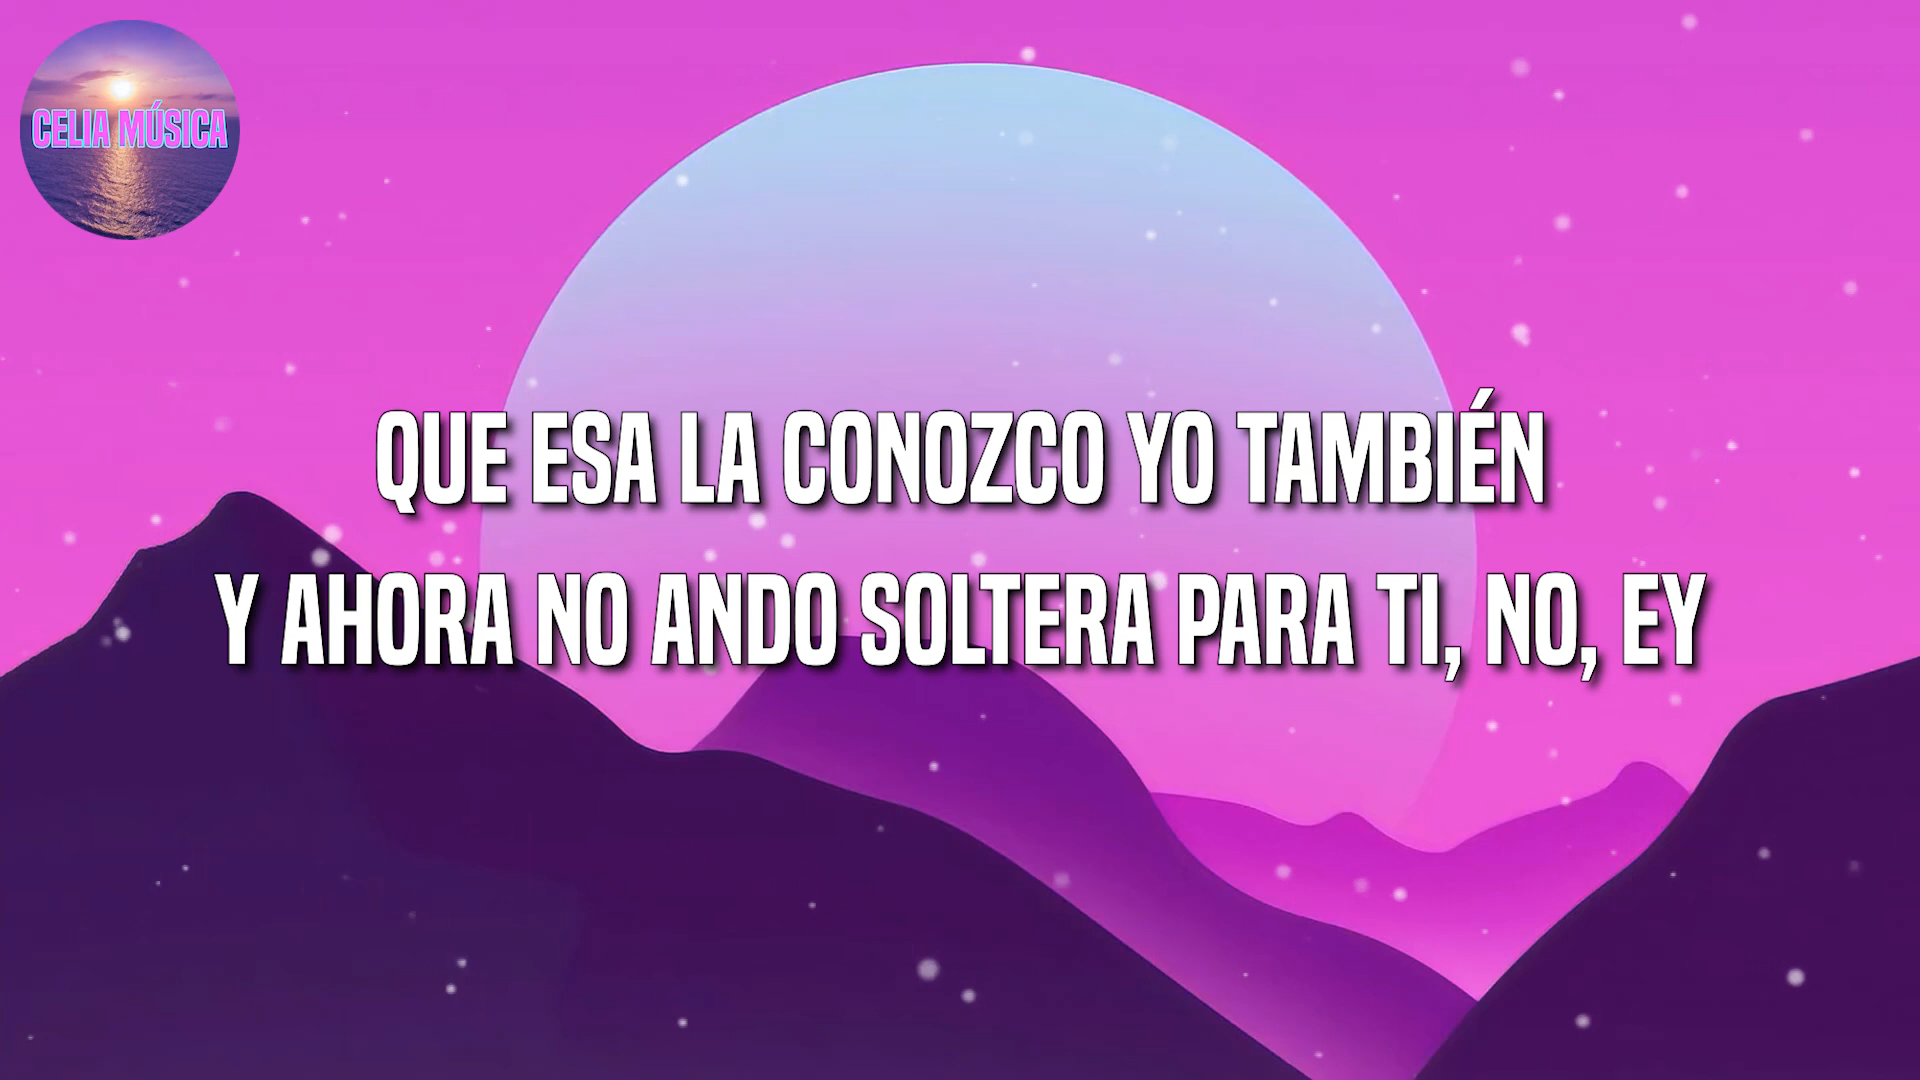 CELIA MÚSICA
QUE ESA LA CONOZCO YO TAMBIÉN
Y AHORA NO ANDO SOLTERA PARA TI, NO, EY